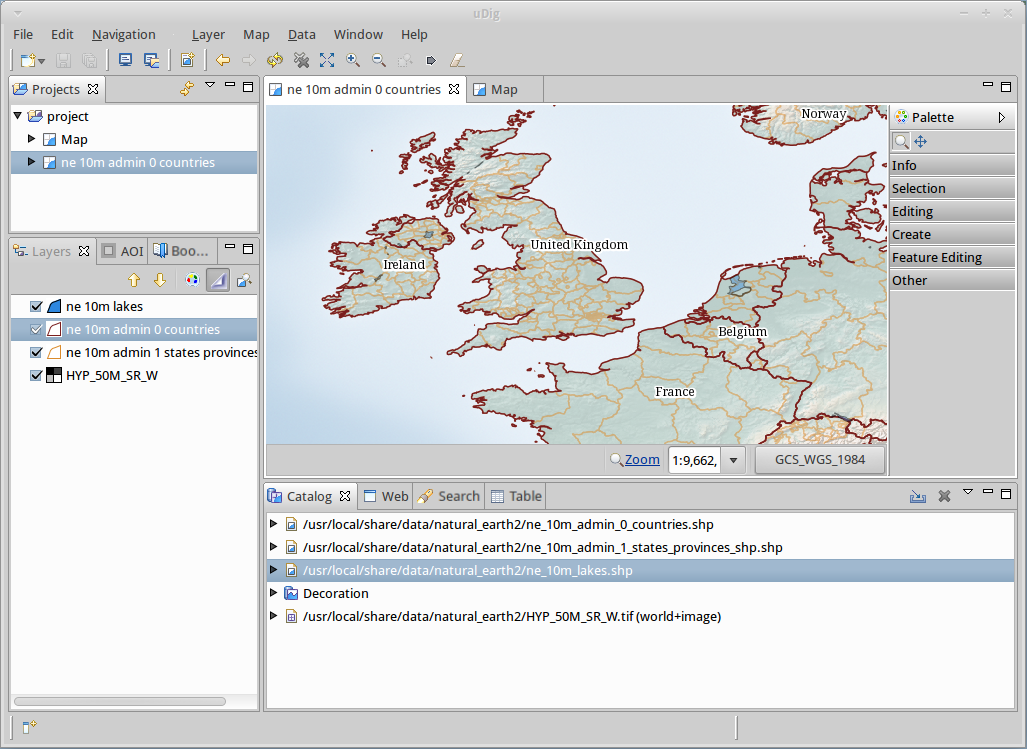 uDig
File Edit Navigation Layer Map Data Window Help
Projects
project
Map
ne 10m admin 0 countries
Layers AOI Boo...
ne 10m lakes
ne 10m admin 0 countries
ne 10m admin 1 states provinces
HYP_50M_SR_W
ne 10m admin 0 countries Map
Norway
United Kingdom
Ireland
Belgium
France
Zoom 1:9,662, GCS_WGS_1984
Palette
Info
Selection
Editing
Create
Feature Editing
Other
Catalog Web Search Table
/usr/local/share/data/natural_earth2/ne_10m_admin_0_countries.shp
/usr/local/share/data/natural_earth2/ne_10m_admin_1_states_provinces_shp.shp
/usr/local/share/data/natural_earth2/ne_10m_lakes.shp
Decoration
/usr/local/share/data/natural_earth2/HYP_50M_SR_W.tif (world+image)